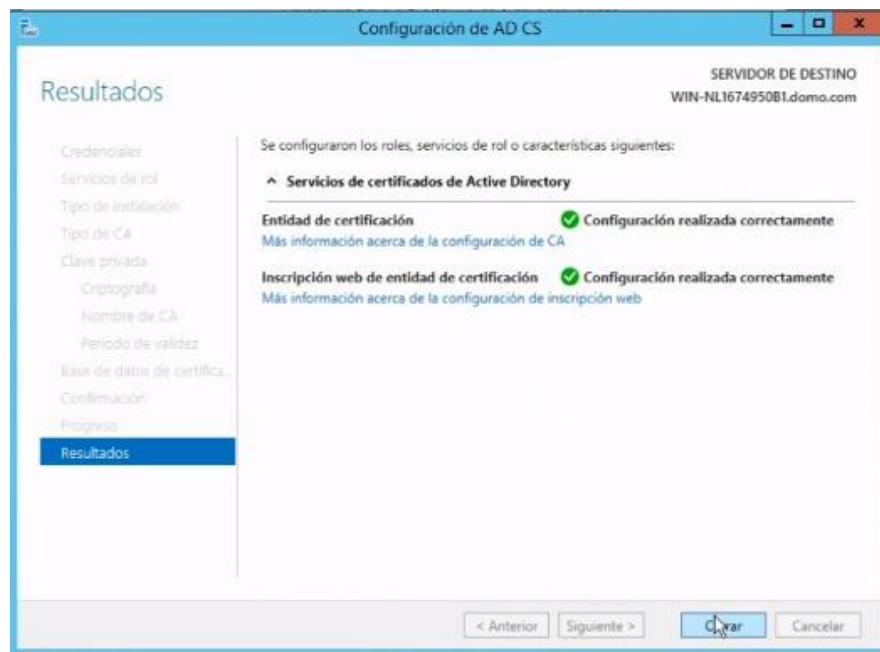 Configuración de AD CS
SERVIDOR DE DESTINO
WIN-NL1674950B1.domo.com
Resultados
Credenciales
Servicios de rol
Tipo de instalación
Tipo de CA
Clave privada
Criptografía
Nombre de CA
Período de validez
Base de datos de certifica...
Confirmación
Progreso
Resultados
Se configuraron los roles, servicios de rol o características siguientes:
Servicios de certificados de Active Directory
Entidad de certificación Configuración realizada correctamente
Más información acerca de la configuración de CA
Inscripción web de entidad de certificación Configuración realizada correctamente
Más información acerca de la configuración de inscripción web
< Anterior Siguiente > Cerrar Cancelar